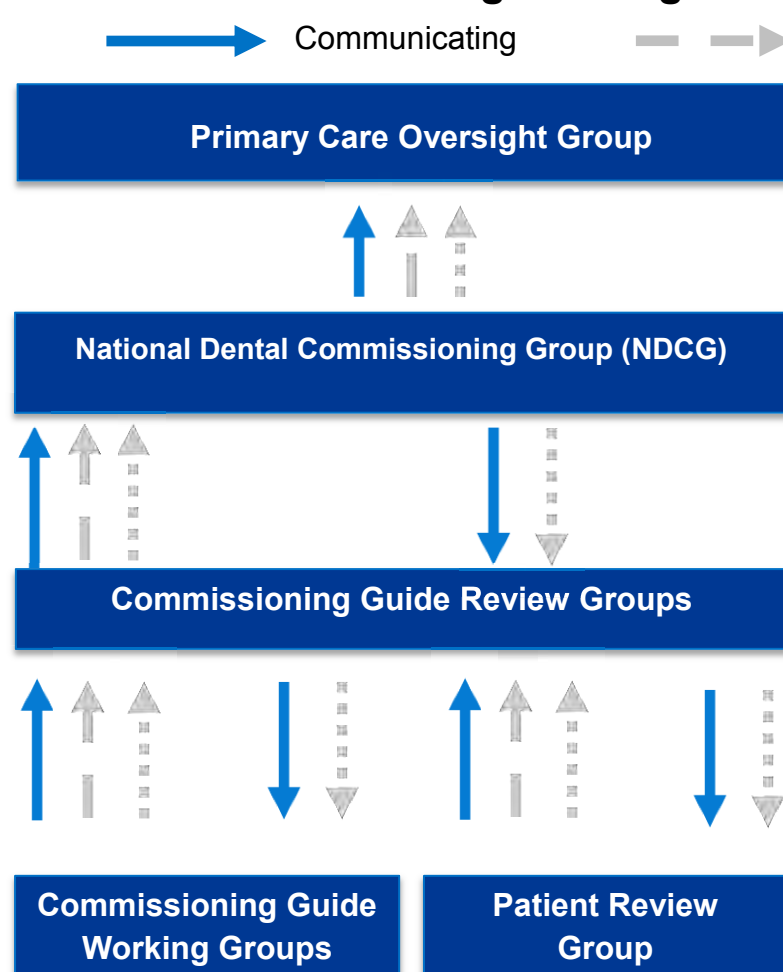 Communicating
Primary Care Oversight Group
National Dental Commissioning Group (NDCG)
Commissioning Guide Review Groups
Commissioning Guide
Working Groups
Patient Review
Group